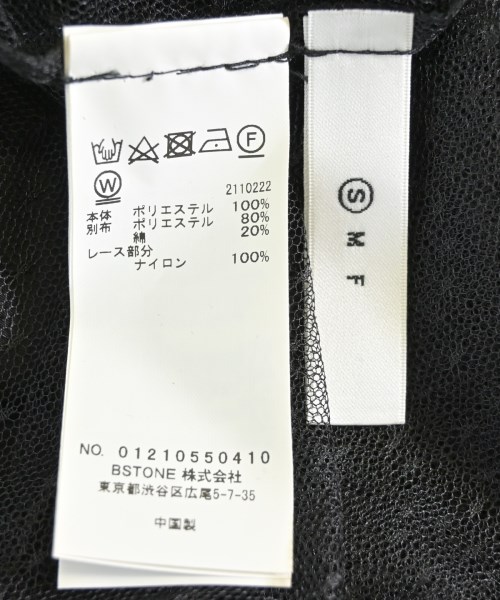 F
W
2110222
本体 ポリエステル 100%
別布 ポリエステル 80%
綿 20%
レース部分
ナイロン 100%
NO. 01210550410
BSTONE 株式会社
東京都渋谷区広尾5-7-35
中国製
S M F